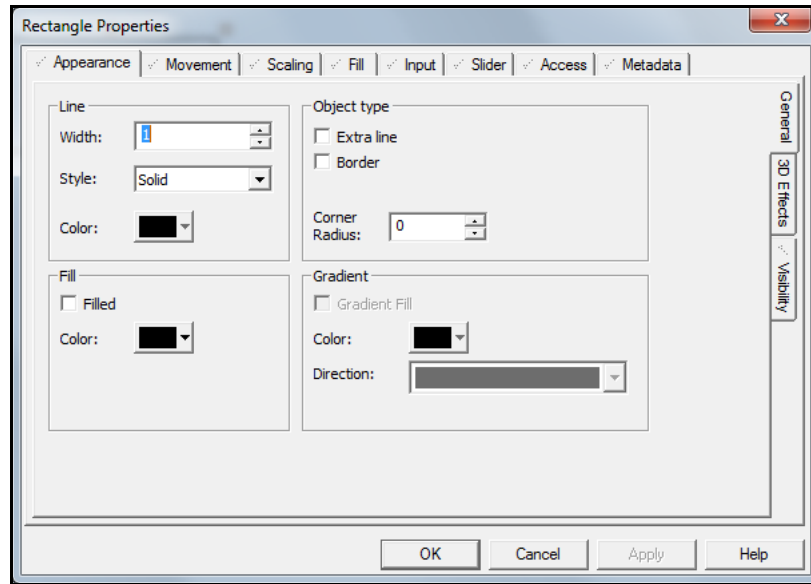 Rectangle Properties
Appearance Movement Scaling Fill Input Slider Access Metadata
General
3D Effects
Visibility
Line
Width: 1
Style: Solid
Color:
Object type
Extra line
Border
Corner
Radius: 0
Fill
Filled
Color:
Gradient
Gradient Fill
Color:
Direction:
OK Cancel Apply Help